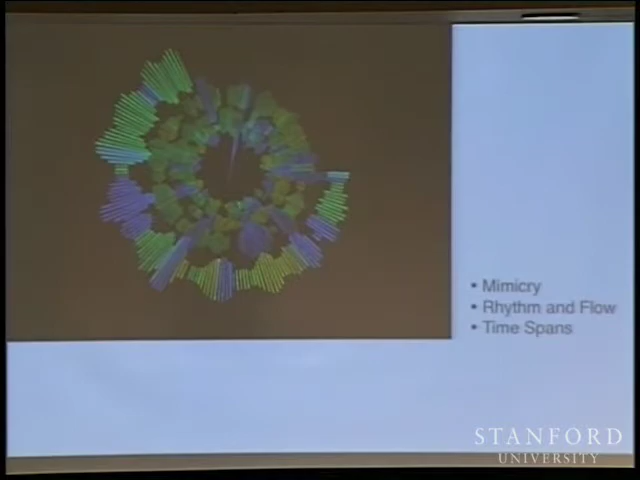 • Mimicry
• Rhythm and Flow
• Time Spans
STANFORD
UNIVERSITY